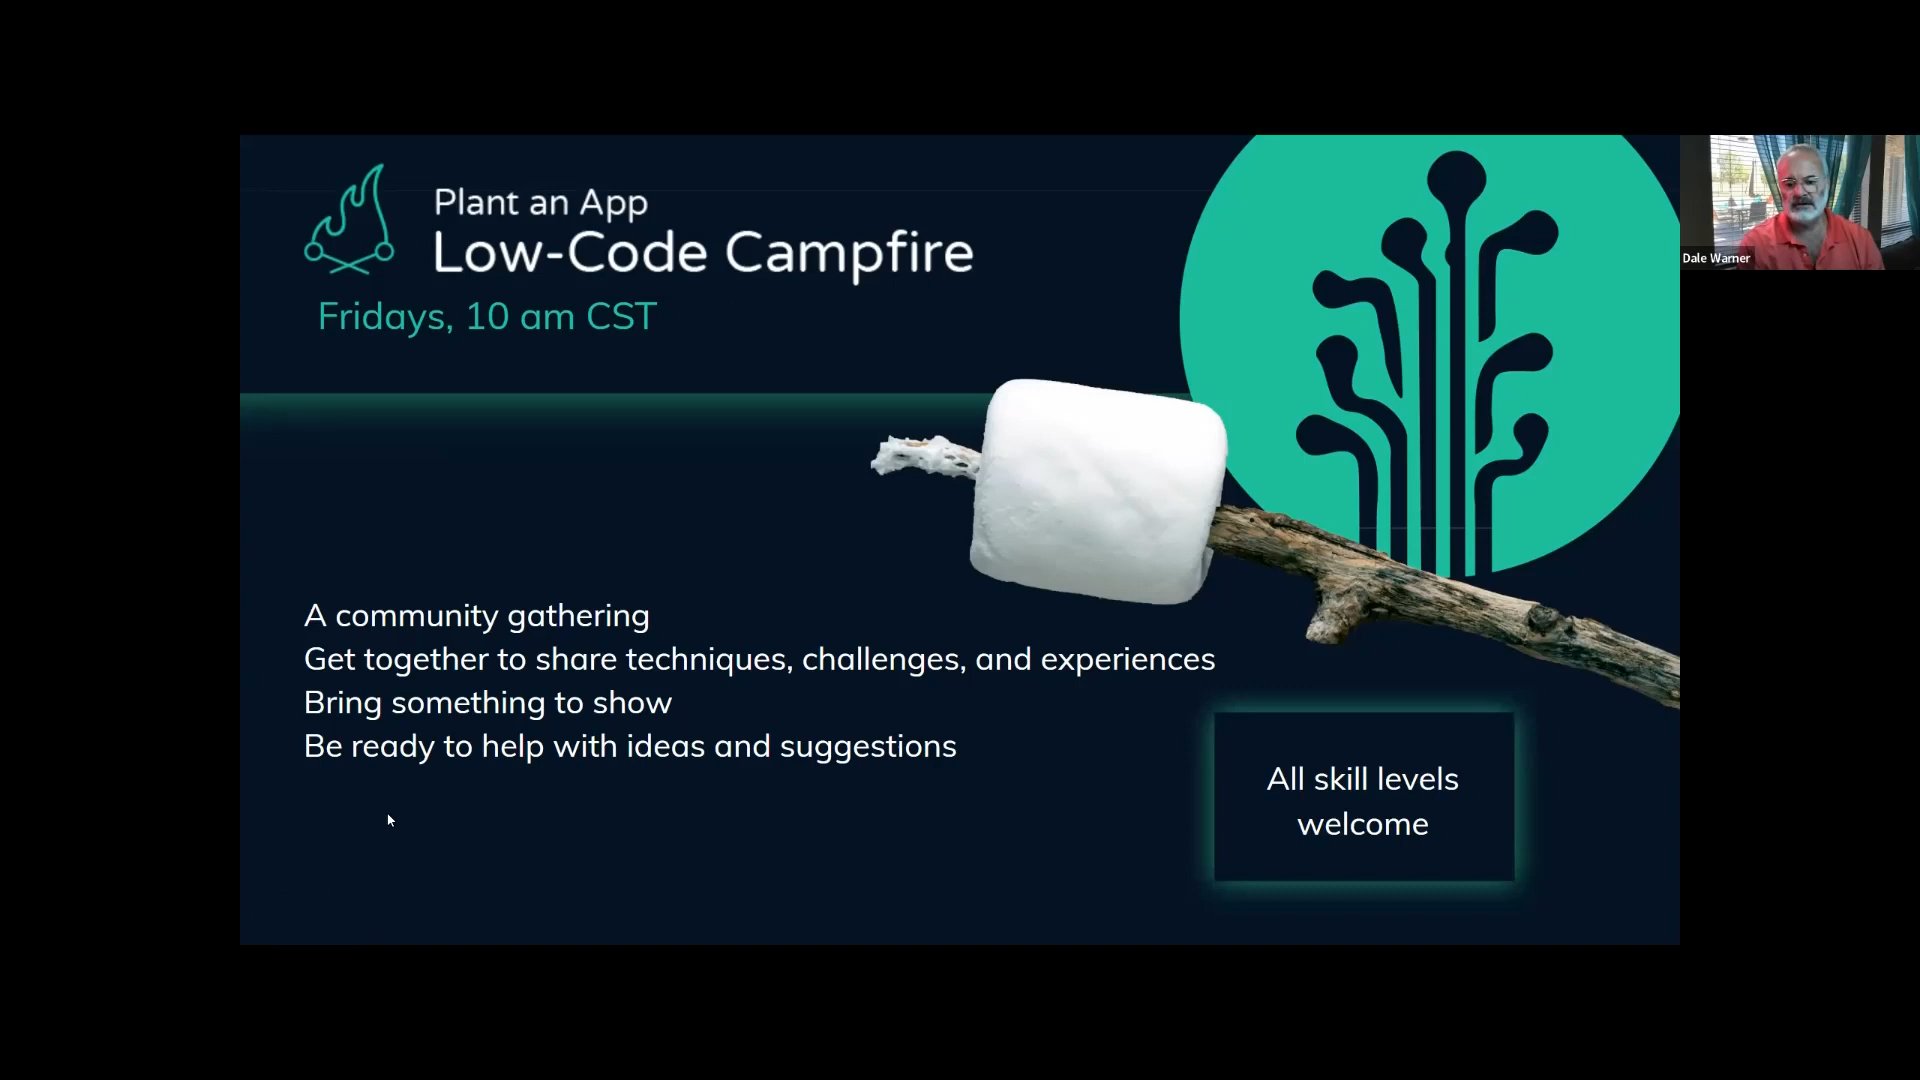 Plant an App
Low-Code Campfire
Fridays, 10 am CST
Dale Warner
A community gathering
Get together to share techniques, challenges, and experiences
Bring something to show
Be ready to help with ideas and suggestions
All skill levels
welcome